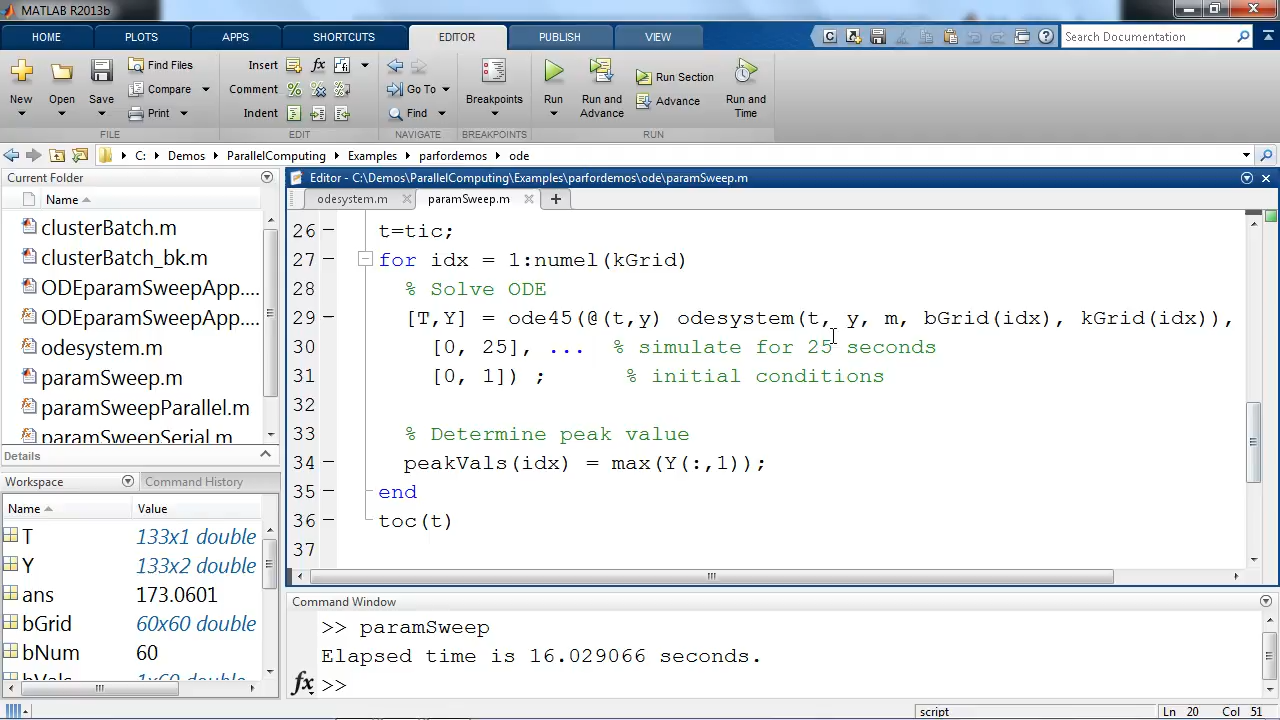 MATLAB R2013b
HOME PLOTS APPS SHORTCUTS EDITOR PUBLISH VIEW Search Documentation
New Open Save Find Files Compare Print FILE
Insert fx Comment Indent EDIT
Go To Find NAVIGATE
Breakpoints BREAKPOINTS
Run Run and Advance Run Section Advance Run and Time RUN
C: Demos ParallelComputing Examples parfordemos ode
Current Folder
Name
clusterBatch.m
clusterBatch_bk.m
ODEparamSweepApp....
ODEparamSweepApp....
odesystem.m
paramSweep.m
paramSweepParallel.m
paramSweepSerial.m
Details
Workspace Command History
Name Value
T 133x1 double
Y 133x2 double
ans 173.0601
bGrid 60x60 double
bNum 60
bVals 1x60 double
Editor - C:\Demos\ParallelComputing\Examples\parfordemos\ode\paramSweep.m
odesystem.m paramSweep.m
26 t=tic;
27 for idx = 1:numel(kGrid)
28 % Solve ODE
29 [T,Y] = ode45(@(t,y) odesystem(t, y, m, bGrid(idx), kGrid(idx)),
30 [0, 25], ... % simulate for 25 seconds
31 [0, 1]) ; % initial conditions
32
33 % Determine peak value
34 peakVals(idx) = max(Y(:,1));
35 end
36 toc(t)
37
Command Window
>> paramSweep
Elapsed time is 16.029066 seconds.
fx >>
script Ln 20 Col 51